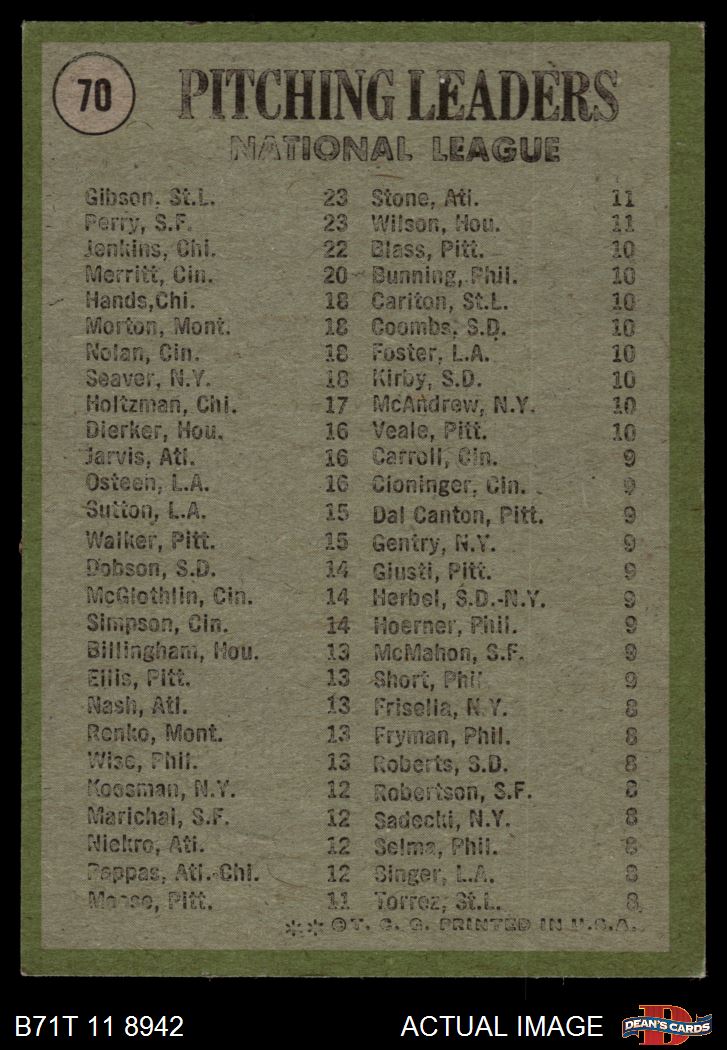 70
PITCHING LEADERS
NATIONAL LEAGUE
Gibson, St.L. 23 Stone, Atl. 11
Perry, S.F. 23 Wilson, Hou. 11
Jenkins, Chi. 22 Blass, Pitt. 10
Merritt, Cin. 20 Bunning, Phil. 10
Hands,Chi. 18 Carlton, St.L. 10
Morton, Mont. 18 Coombs, S.D. 10
Nolan, Cin. 18 Foster, L.A. 10
Seaver, N.Y. 18 Kirby, S.D. 10
Holtzman, Chi. 17 McAndrew, N.Y. 10
Dierker, Hou. 16 Veale, Pitt. 10
Jarvis, Atl. 16 Carroll, Cin. 9
Osteen, L.A. 16 Cloninger, Cin. 9
Sutton, L.A. 15 Dal Canton, Pitt. 9
Walker, Pitt. 15 Gentry, N.Y. 9
Dobson, S.D. 14 Giusti, Pitt. 9
McGlothlin, Cin. 14 Herbel, S.D.-N.Y. 9
Simpson, Cin. 14 Hoerner, Phil. 9
Billingham, Hou. 13 McMahon, S.F. 9
Ellis, Pitt. 13 Short, Phil. 9
Nash, Atl. 13 Frisella, N.Y. 8
Renko, Mont. 13 Fryman, Phil. 8
Wise, Phil. 13 Roberts, S.D. 8
Koosman, N.Y. 12 Robertson, S.F. 8
Marichal, S.F. 12 Sadecki, N.Y. 8
Niekro, Atl. 12 Selma, Phil. 8
Pappas, Atl.-Chi. 12 Singer, L.A. 8
Moose, Pitt. 11 Torrez, St.L. 8
** © T. C. G. PRINTED IN U.S.A.
B71T 11 8942 ACTUAL IMAGE DEAN'S CARDS